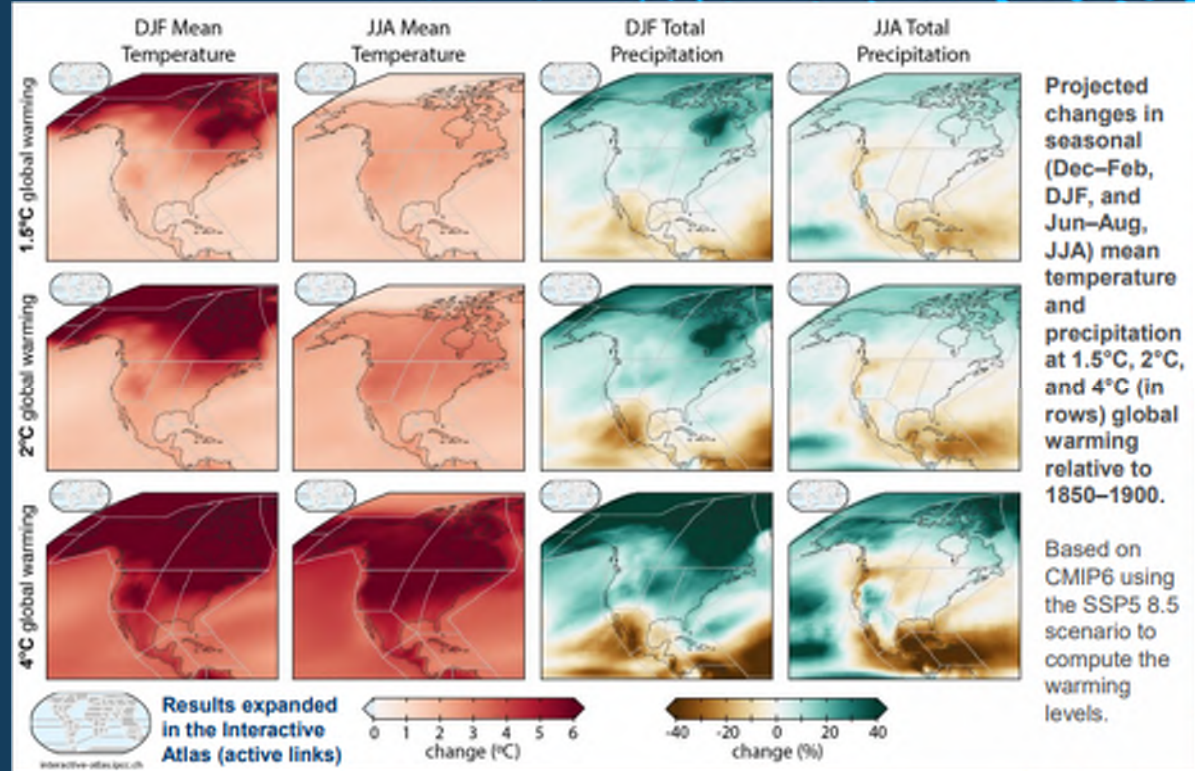 DJF Mean
Temperature
JJA Mean
Temperature
DJF Total
Precipitation
JJA Total
Precipitation
1.5°C global warming
2°C global warming
4°C global warming
Projected
changes in
seasonal
(Dec–Feb,
DJF, and
Jun–Aug,
JJA) mean
temperature
and
precipitation
at 1.5°C, 2°C,
and 4°C (in
rows) global
warming
relative to
1850–1900.
Based on
CMIP6 using
the SSP5 8.5
scenario to
compute the
warming
levels.
Results expanded
in the Interactive
Atlas (active links)
interactive-atlas.ipcc.ch
0 1 2 3 4 5 6
change (°C)
-40 -20 0 20 40
change (%)